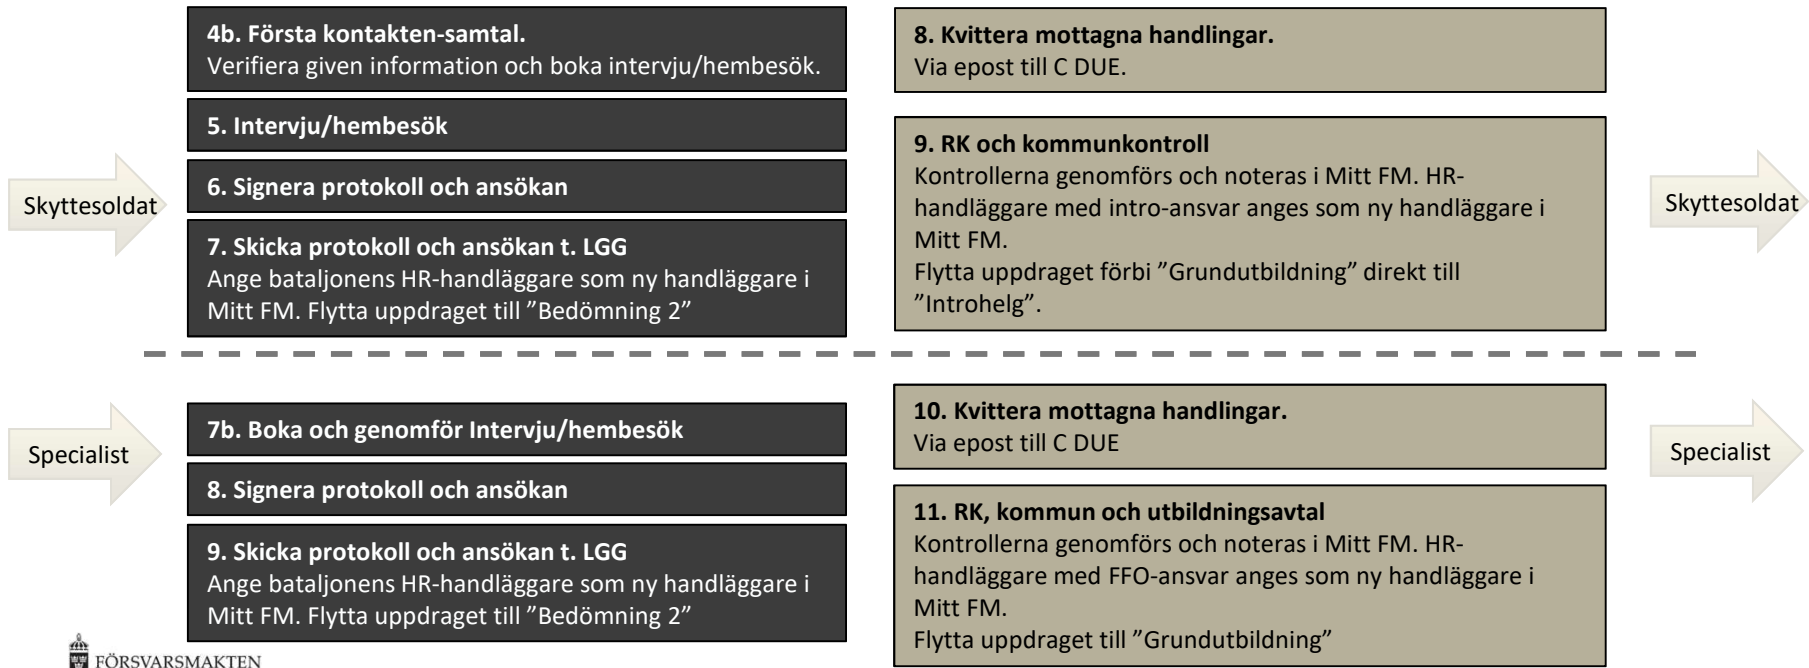 Skyttesoldat
4b. Första kontakten-samtal.
Verifiera given information och boka intervju/hembesök.
5. Intervju/hembesök
6. Signera protokoll och ansökan
7. Skicka protokoll och ansökan t. LGG
Ange bataljonens HR-handläggare som ny handläggare i
Mitt FM. Flytta uppdraget till ”Bedömning 2”
8. Kvittera mottagna handlingar.
Via epost till C DUE.
9. RK och kommunkontroll
Kontrollerna genomförs och noteras i Mitt FM. HR-
handläggare med intro-ansvar anges som ny handläggare i
Mitt FM.
Flytta uppdraget förbi ”Grundutbildning” direkt till
”Introhelg”.
Skyttesoldat
Specialist
7b. Boka och genomför Intervju/hembesök
8. Signera protokoll och ansökan
9. Skicka protokoll och ansökan t. LGG
Ange bataljonens HR-handläggare som ny handläggare i
Mitt FM. Flytta uppdraget till ”Bedömning 2”
10. Kvittera mottagna handlingar.
Via epost till C DUE
11. RK, kommun och utbildningsavtal
Kontrollerna genomförs och noteras i Mitt FM. HR-
handläggare med FFO-ansvar anges som ny handläggare i
Mitt FM.
Flytta uppdraget till ”Grundutbildning”
Specialist
FÖRSVARSMAKTEN